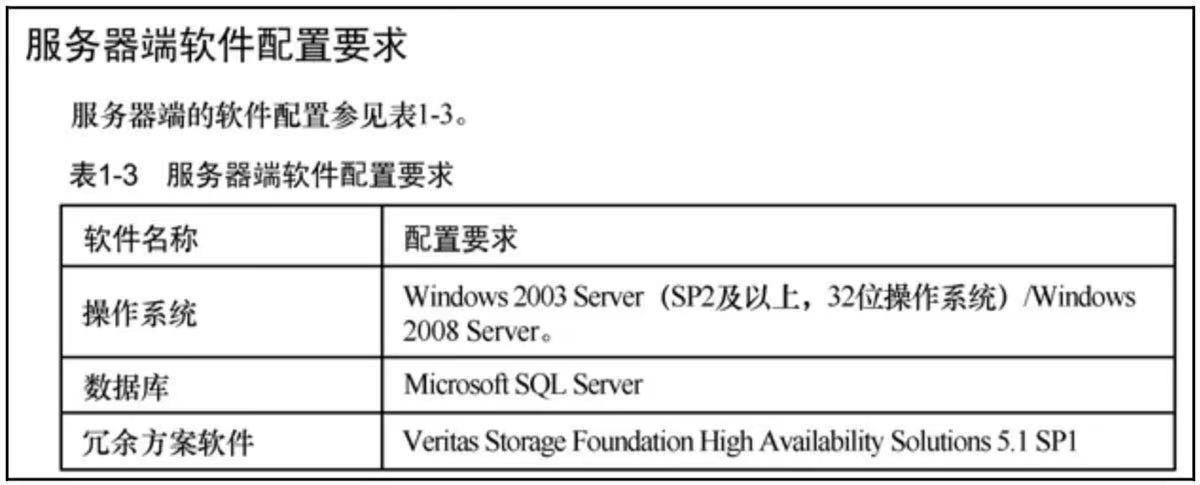 服务器端软件配置要求
服务器端的软件配置参见表1-3。
表1-3 服务器端软件配置要求
软件名称 配置要求
操作系统 Windows 2003 Server（SP2及以上，32位操作系统）/Windows
2008 Server。
数据库 Microsoft SQL Server
冗余方案软件 Veritas Storage Foundation High Availability Solutions 5.1 SP1